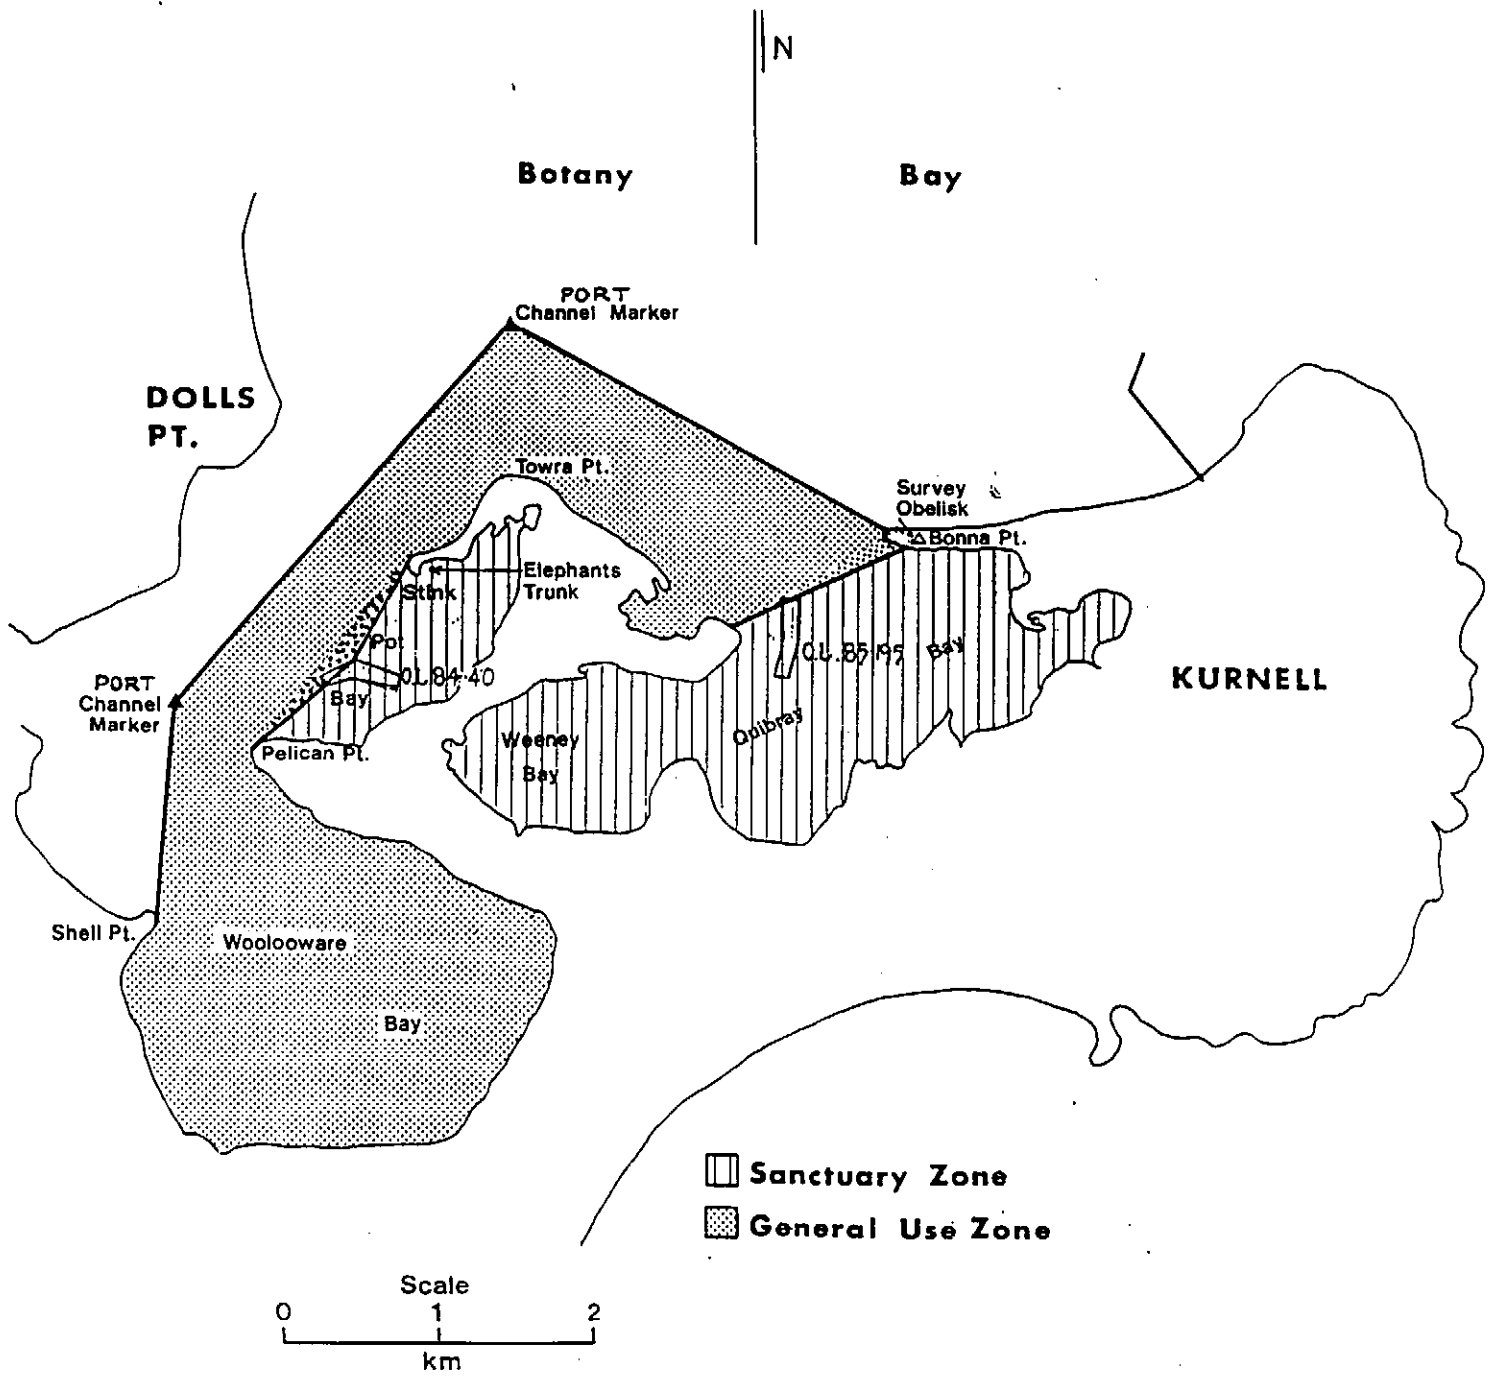 N
Botany Bay
PORT
Channel Marker
DOLLS
PT.
Towra Pt.
Survey
Obelisk
Bonna Pt.
Elephants
Trunk
Stink
Pot
Bay
O.L.84·40
O.L.85·195
Quibray
Bay
KURNELL
PORT
Channel
Marker
Pelican Pt.
Weeney
Bay
Shell Pt.
Woolooware
Bay
Sanctuary Zone
General Use Zone
Scale
0 1 2
km